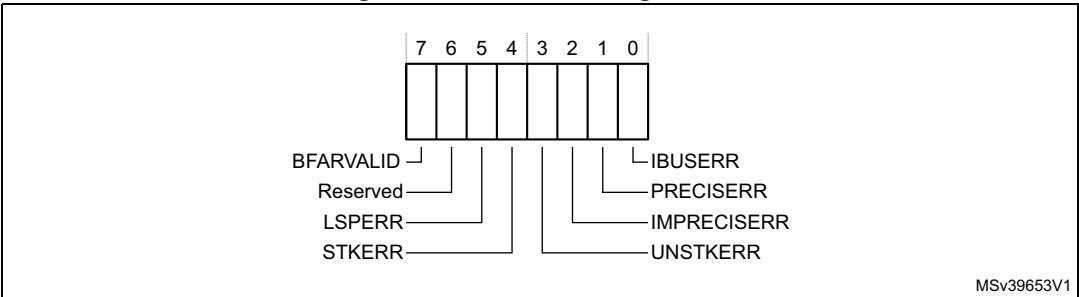 7 6 5 4 3 2 1 0
BFARVALID IBUSERR
Reserved PRECISERR
LSPERR IMPRECISERR
STKERR UNSTKERR
MSv39653V1